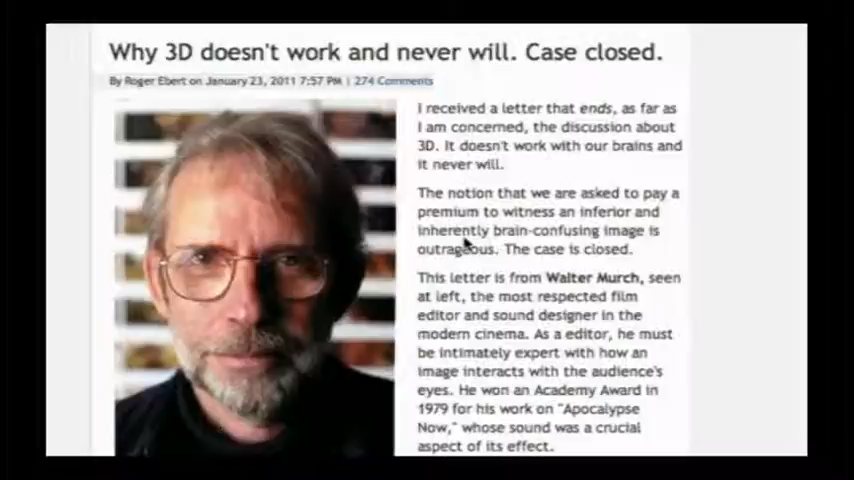 Why 3D doesn't work and never will. Case closed.
By Roger Ebert on January 23, 2011 7:57 PM | 274 Comments
I received a letter that ends, as far as
I am concerned, the discussion about
3D. It doesn't work with our brains and
it never will.
The notion that we are asked to pay a
premium to witness an inferior and
inherently brain-confusing image is
outrageous. The case is closed.
This letter is from Walter Murch, seen
at left, the most respected film
editor and sound designer in the
modern cinema. As a editor, he must
be intimately expert with how an
image interacts with the audience's
eyes. He won an Academy Award in
1979 for his work on "Apocalypse
Now," whose sound was a crucial
aspect of its effect.